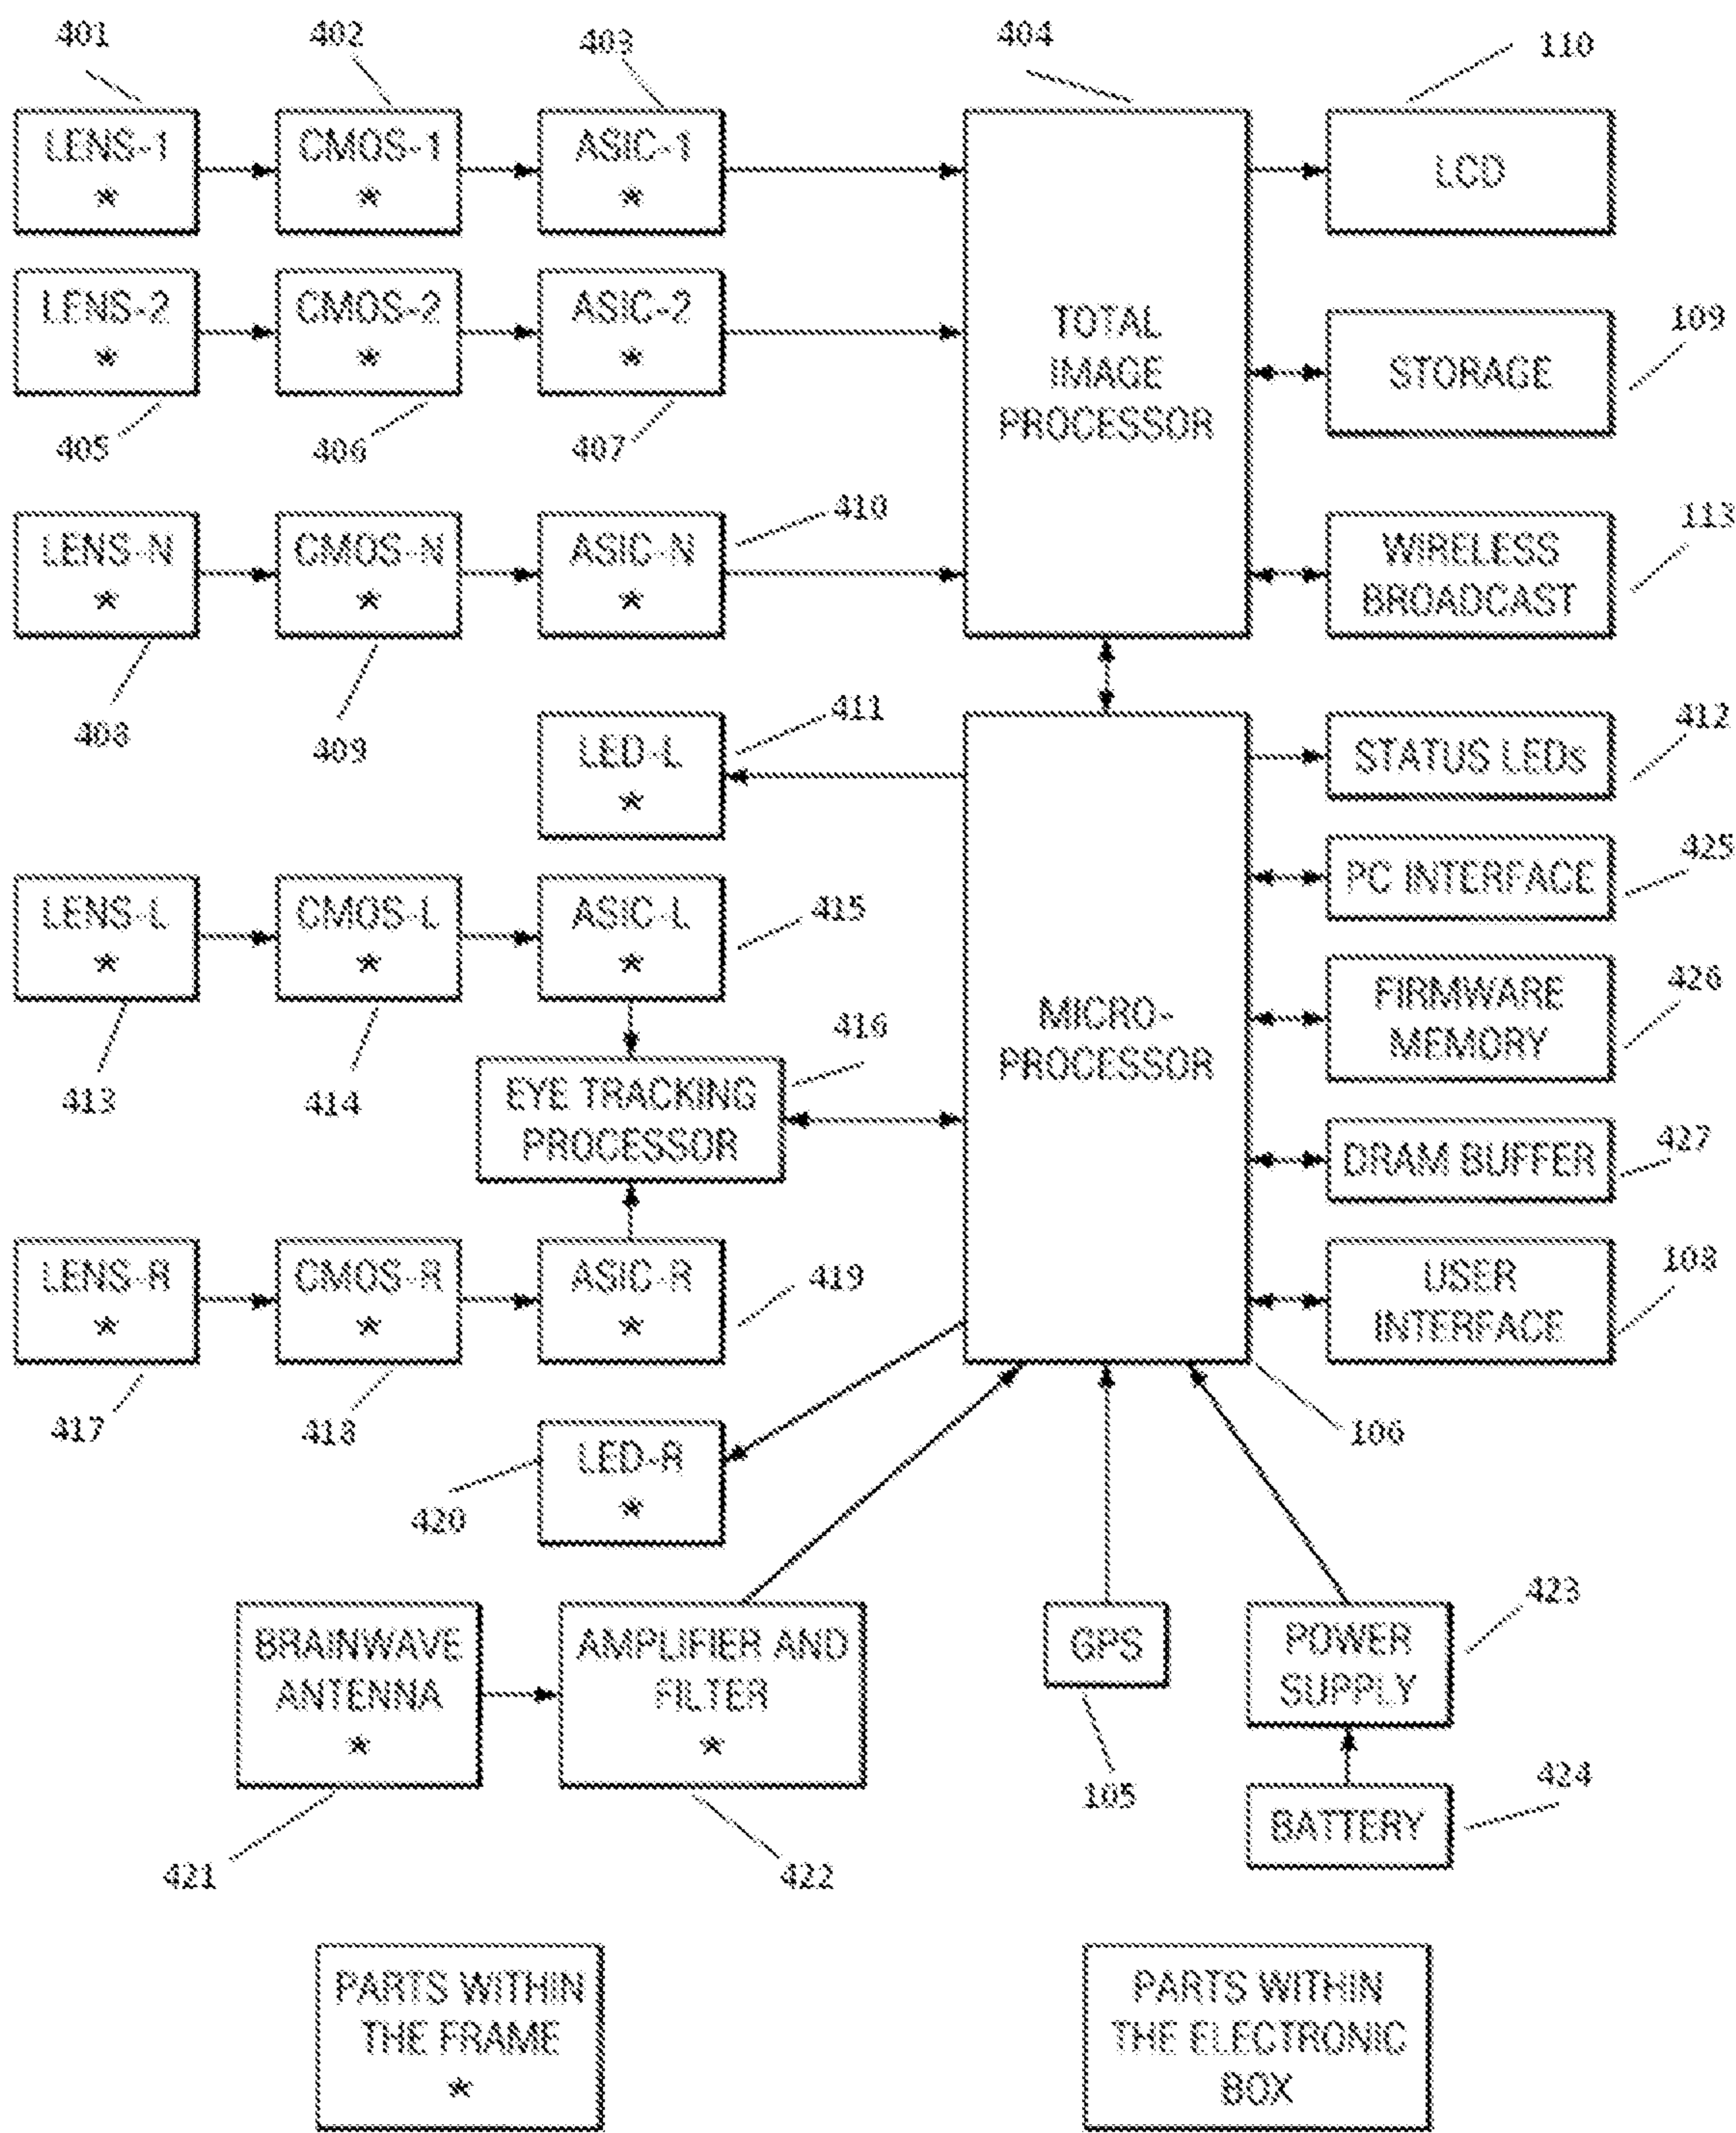 401 402 403 404 110
LENS-1
*
CMOS-1
*
ASIC-1
*
LCD
LENS-2
*
CMOS-2
*
ASIC-2
*
TOTAL
IMAGE
PROCESSOR
109
STORAGE
405 406 407
LENS-N
*
CMOS-N
*
ASIC-N
*
410
113
WIRELESS
BROADCAST
408 409
LED-L
*
411
412
STATUS LEDs
425
PC INTERFACE
LENS-L
*
CMOS-L
*
ASIC-L
*
415
426
FIRMWARE
MEMORY
MICRO-
PROCESSOR
413 414
416
EYE TRACKING
PROCESSOR
427
DRAM BUFFER
LENS-R
*
CMOS-R
*
ASIC-R
*
419
108
USER
INTERFACE
417 418
106
LED-R
*
420
BRAINWAVE
ANTENNA
*
AMPLIFIER AND
FILTER
*
GPS
POWER
SUPPLY
423
105
424
BATTERY
421 422
PARTS WITHIN
THE FRAME
*
PARTS WITHIN
THE ELECTRONIC
BOX